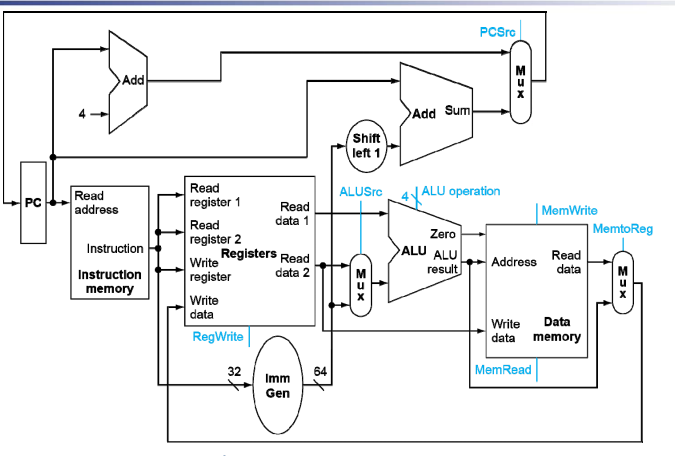 PCSrc
Add
4
M
u
x
Add Sum
Shift
left 1
PC
Read
address
Instruction
Instruction
memory
Read
register 1
Read
register 2
Write
register
Write
data
Registers
Read
data 1
Read
data 2
RegWrite
ALUSrc
M
u
x
4
ALU operation
Zero
ALU
ALU
result
MemWrite
Address
Read
data
Write
data
Data
memory
MemRead
MemtoReg
M
u
x
32
Imm
Gen
64